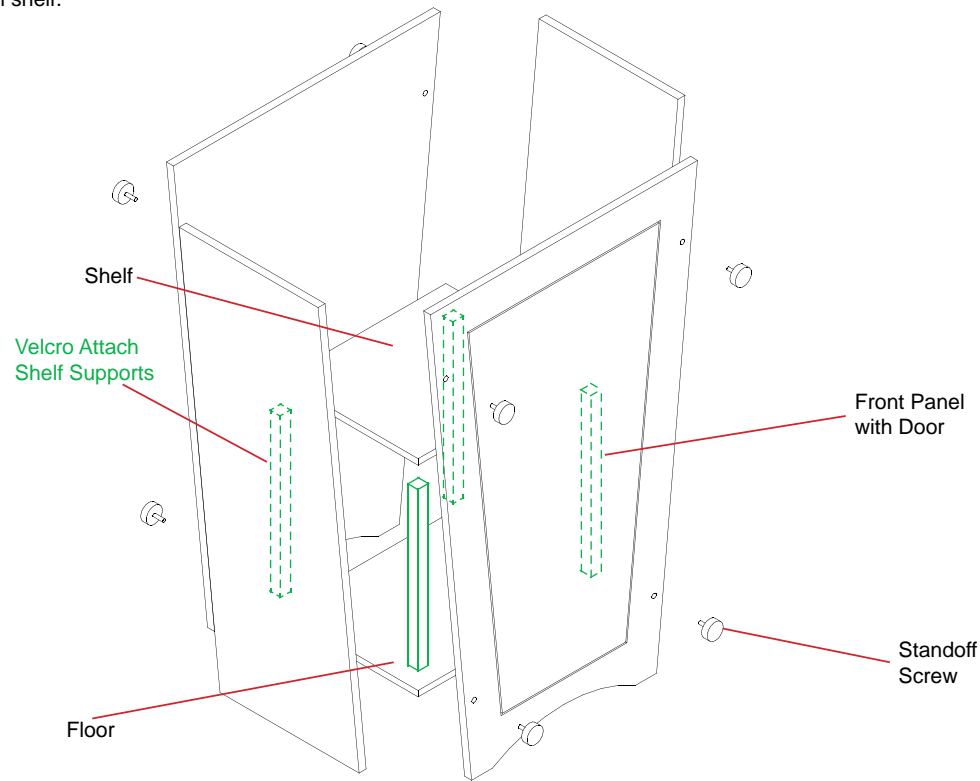 shelf.
Shelf
Velcro Attach
Shelf Supports
Front Panel
with Door
Standoff
Screw
Floor